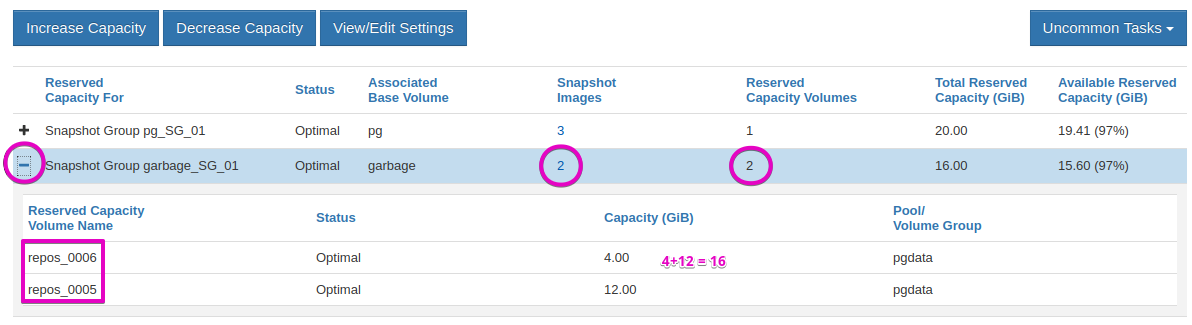 Increase Capacity Decrease Capacity View/Edit Settings Uncommon Tasks
Reserved Capacity For Status Associated Base Volume Snapshot Images Reserved Capacity Volumes Total Reserved Capacity (GiB) Available Reserved Capacity (GiB)
Snapshot Group pg_SG_01 Optimal pg 3 1 20.00 19.41 (97%)
Snapshot Group garbage_SG_01 Optimal garbage 2 2 16.00 15.60 (97%)
Reserved Capacity Volume Name Status Capacity (GiB) Pool/ Volume Group
repos_0006 Optimal 4.00 4+12 = 16 pgdata
repos_0005 Optimal 12.00 pgdata